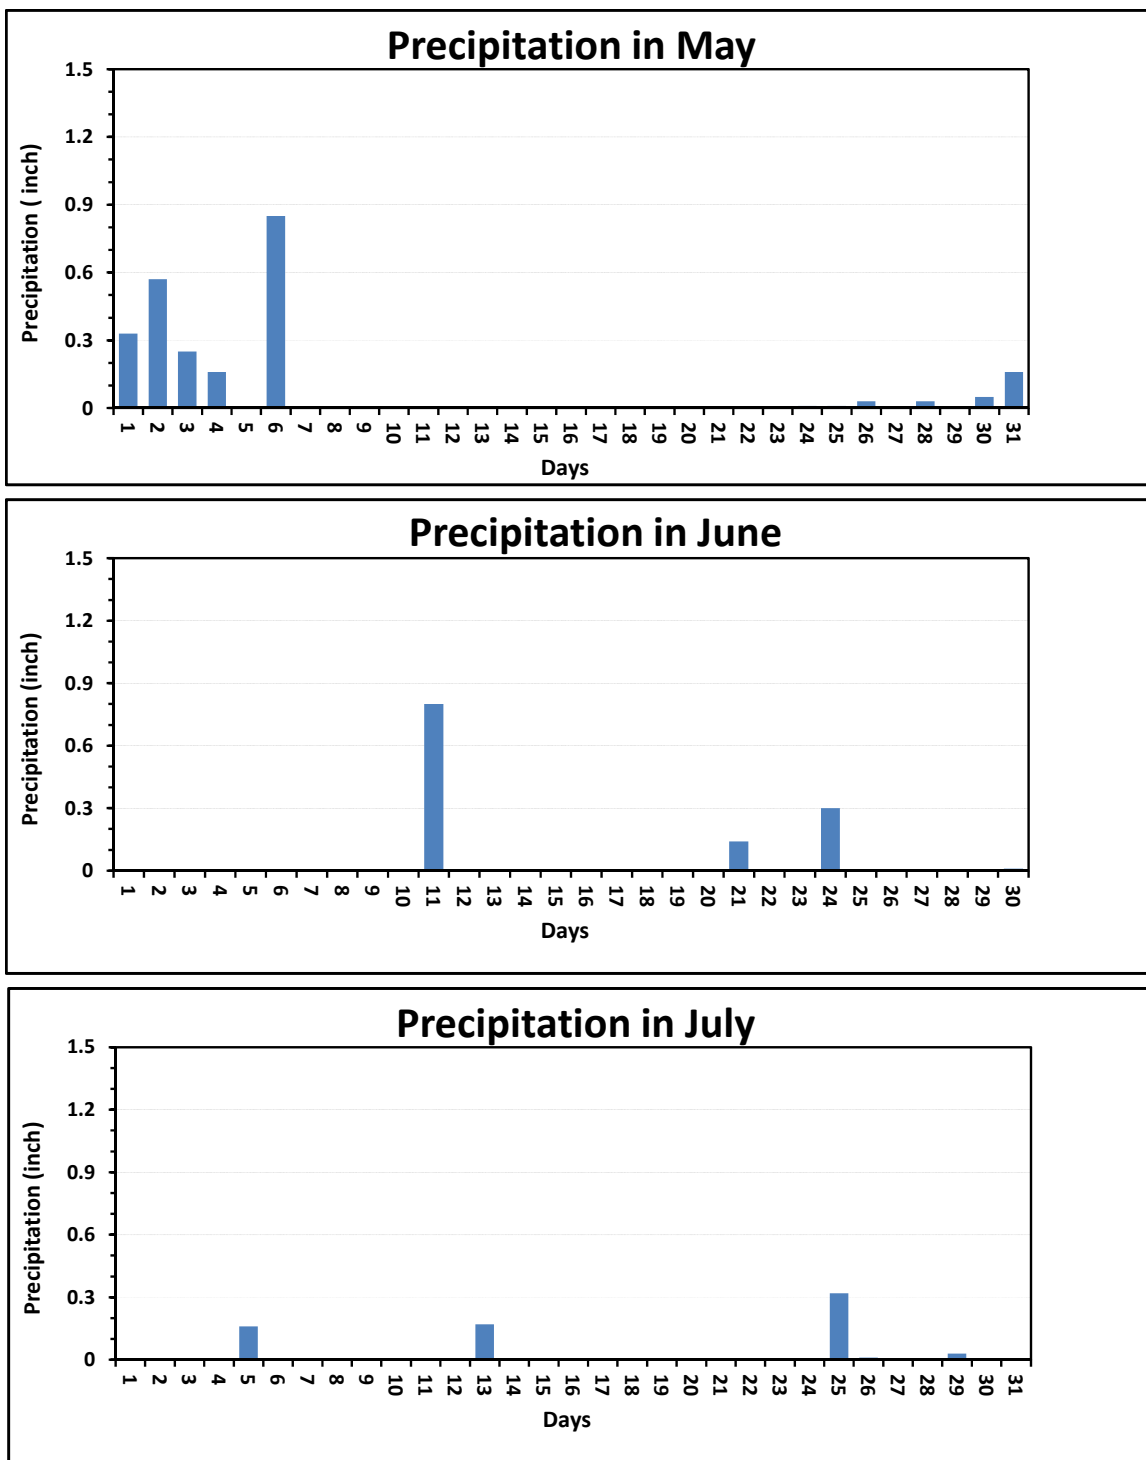 Precipitation in May
1.5
1.2
0.9
0.6
0.3
0
Precipitation ( inch)
1 2 3 4 5 6 7 8 9 10 11 12 13 14 15 16 17 18 19 20 21 22 23 24 25 26 27 28 29 30 31
Days
Precipitation in June
1.5
1.2
0.9
0.6
0.3
0
Precipitation (inch)
1 2 3 4 5 6 7 8 9 10 11 12 13 14 15 16 17 18 19 20 21 22 23 24 25 26 27 28 29 30
Days
Precipitation in July
1.5
1.2
0.9
0.6
0.3
0
Precipitation (inch)
1 2 3 4 5 6 7 8 9 10 11 12 13 14 15 16 17 18 19 20 21 22 23 24 25 26 27 28 29 30 31
Days